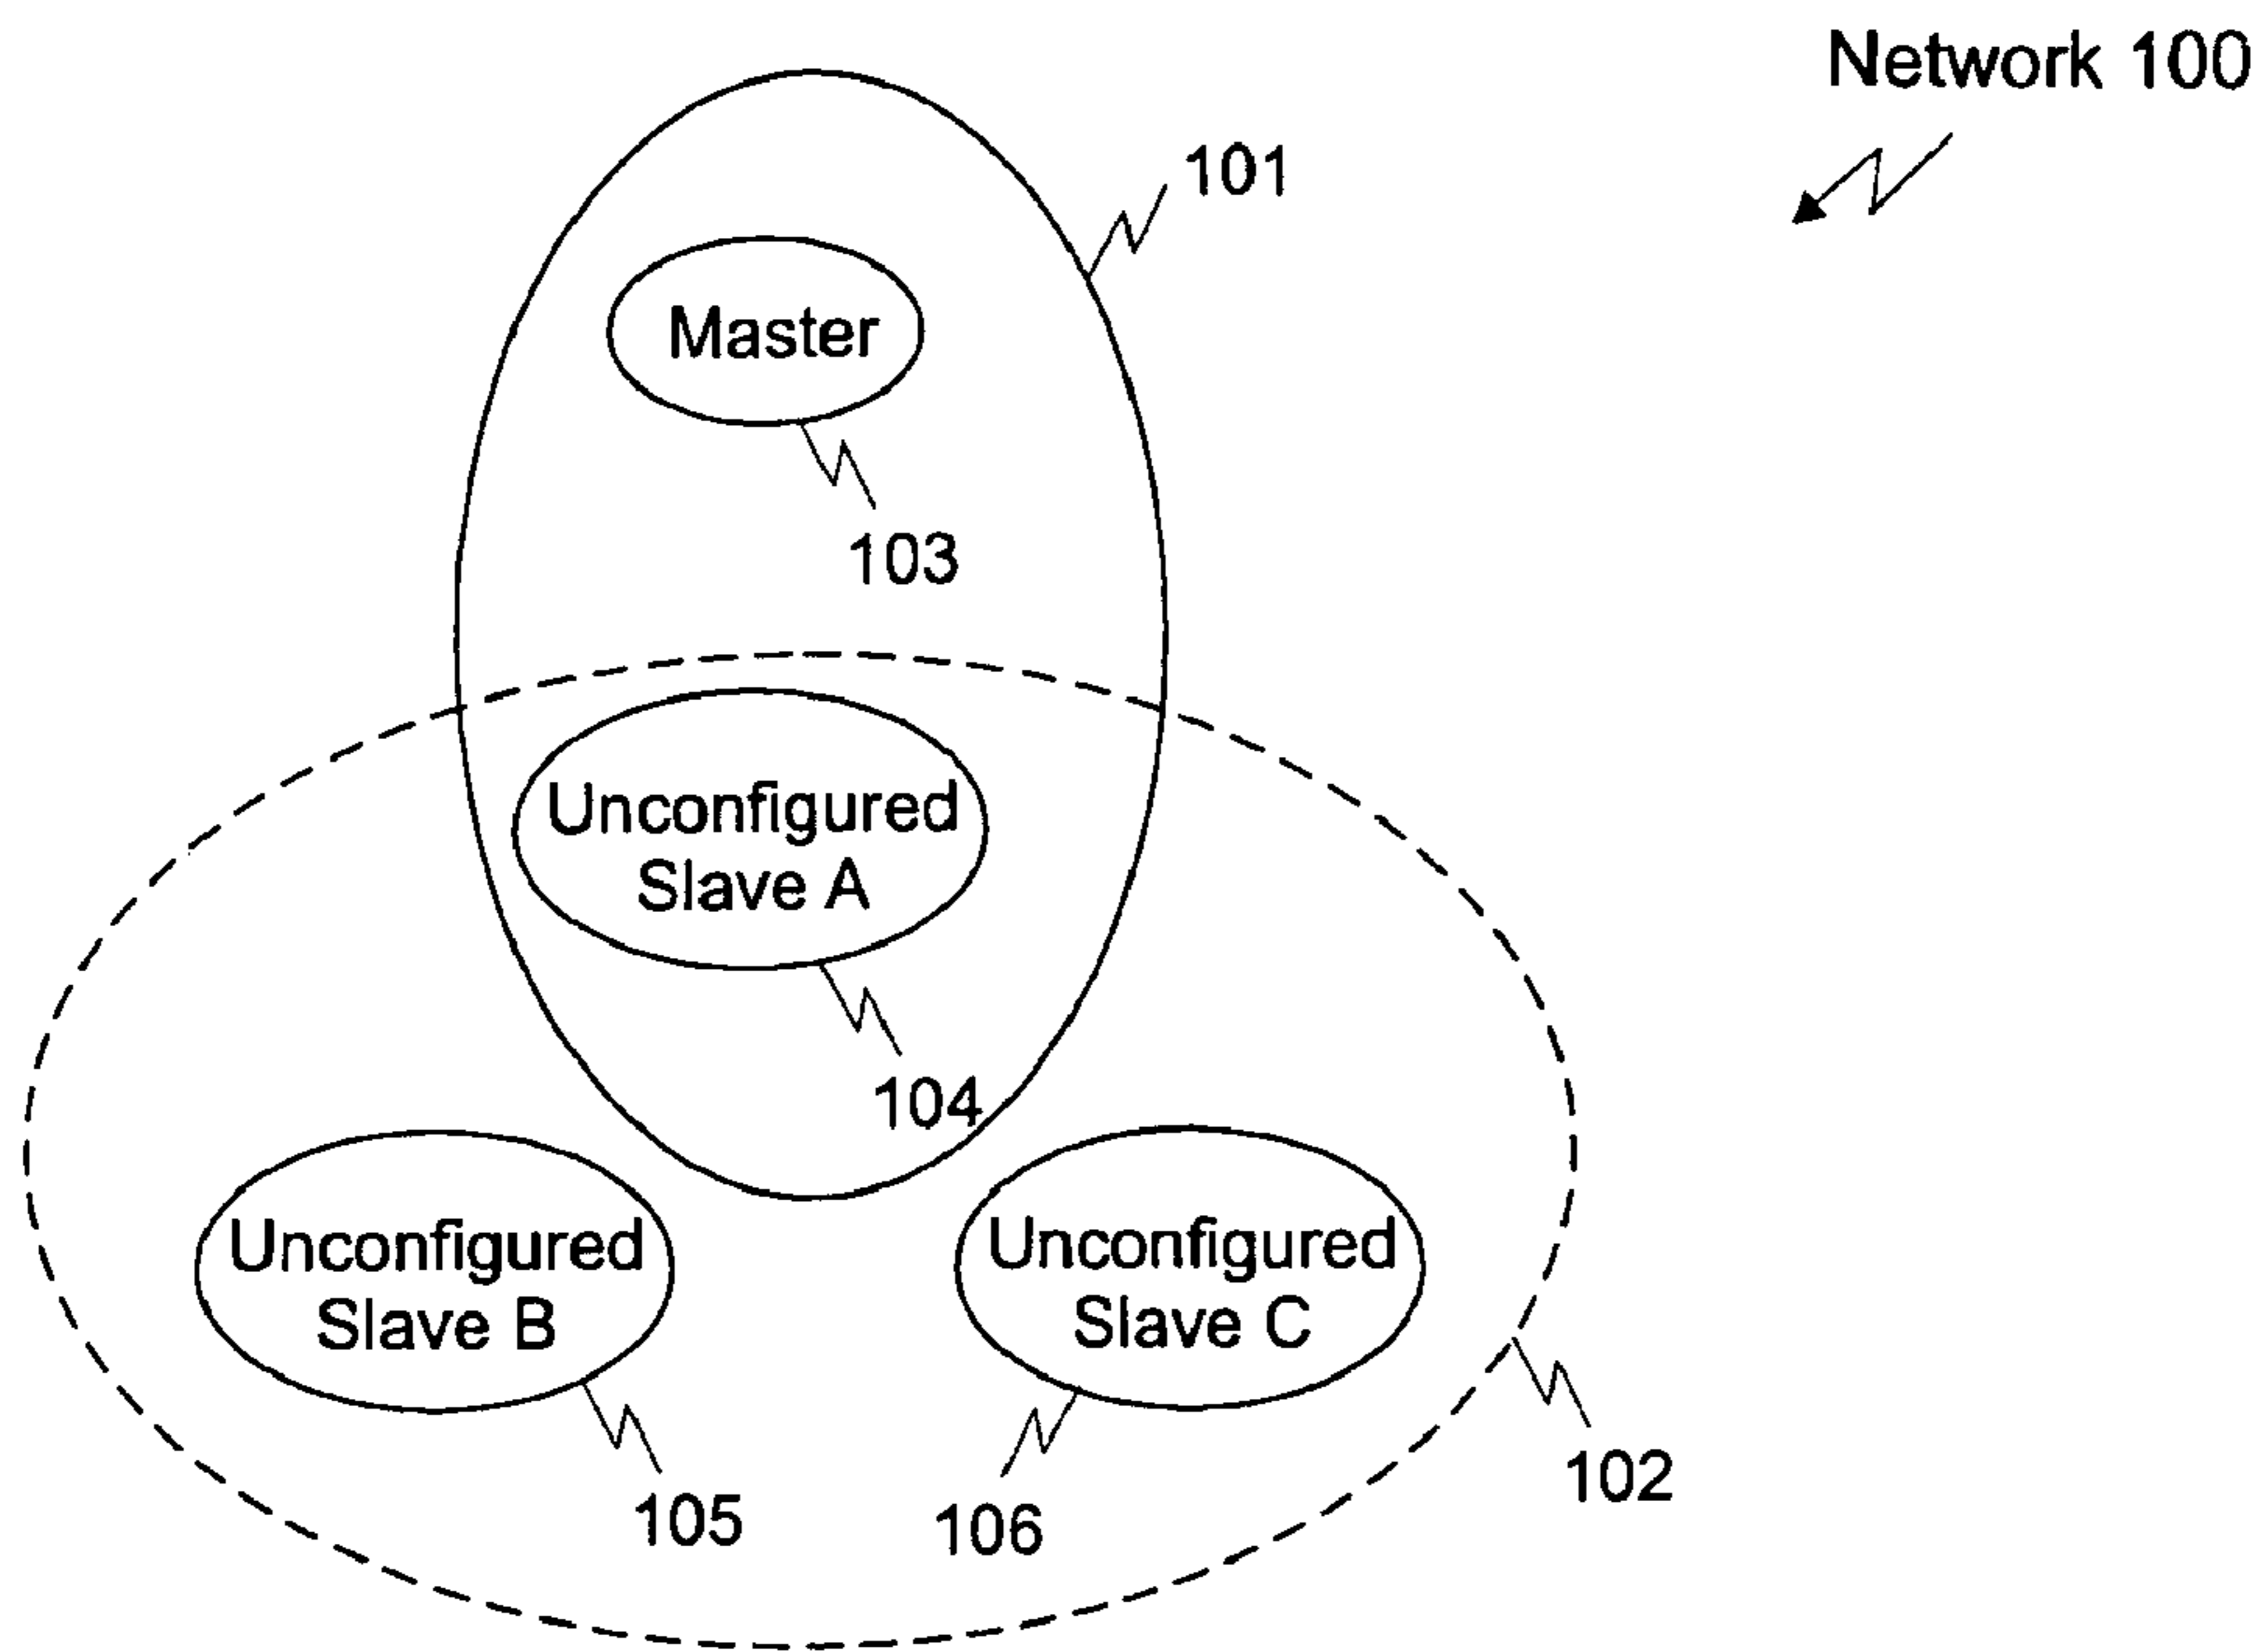 Network 100
101
Master
103
Unconfigured
Slave A
104
Unconfigured
Slave B
Unconfigured
Slave C
105
106
102